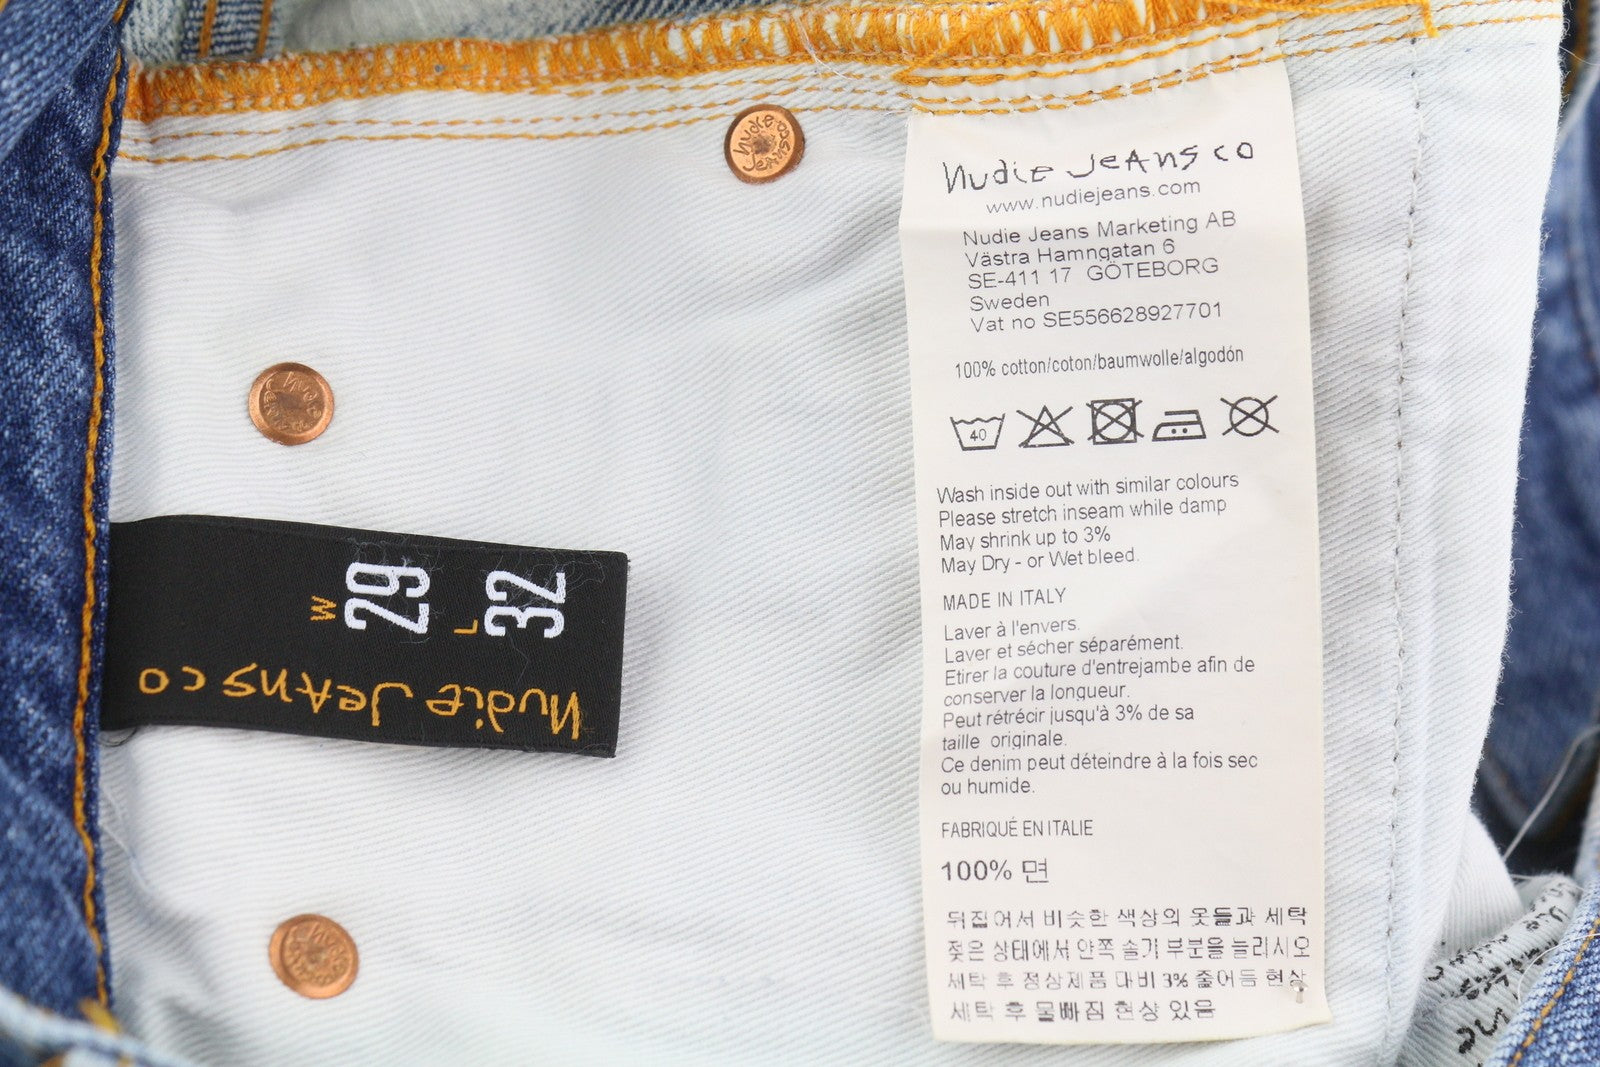 nudie jeans co
nudie Jeans co
www.nudiejeans.com
Nudie Jeans Marketing AB
Västra Hamngatan 6
SE-411 17 GÖTEBORG
Sweden
Vat no SE556628927701
100% cotton/coton/baumwolle/algodón
40
Wash inside out with similar colours
Please stretch inseam while damp
May shrink up to 3%
May Dry - or Wet bleed.
MADE IN ITALY
Laver à l'envers.
Laver et sécher séparément.
Etirer la couture d'entrejambe afin de
conserver la longueur.
Peut rétrécir jusqu'à 3% de sa
taille originale.
Ce denim peut déteindre à la fois sec
ou humide.
FABRIQUÉ EN ITALIE
100% 면
뒤집어서 비슷한 색상의 옷들과 세탁
젖은 상태에서 안쪽 솔기 부분을 늘리시오
세탁 후 정상제품 대비 3% 줄어듬 현상
세탁 후 물빠짐 현상 있음
W
29
L
32
nudie Jeans co